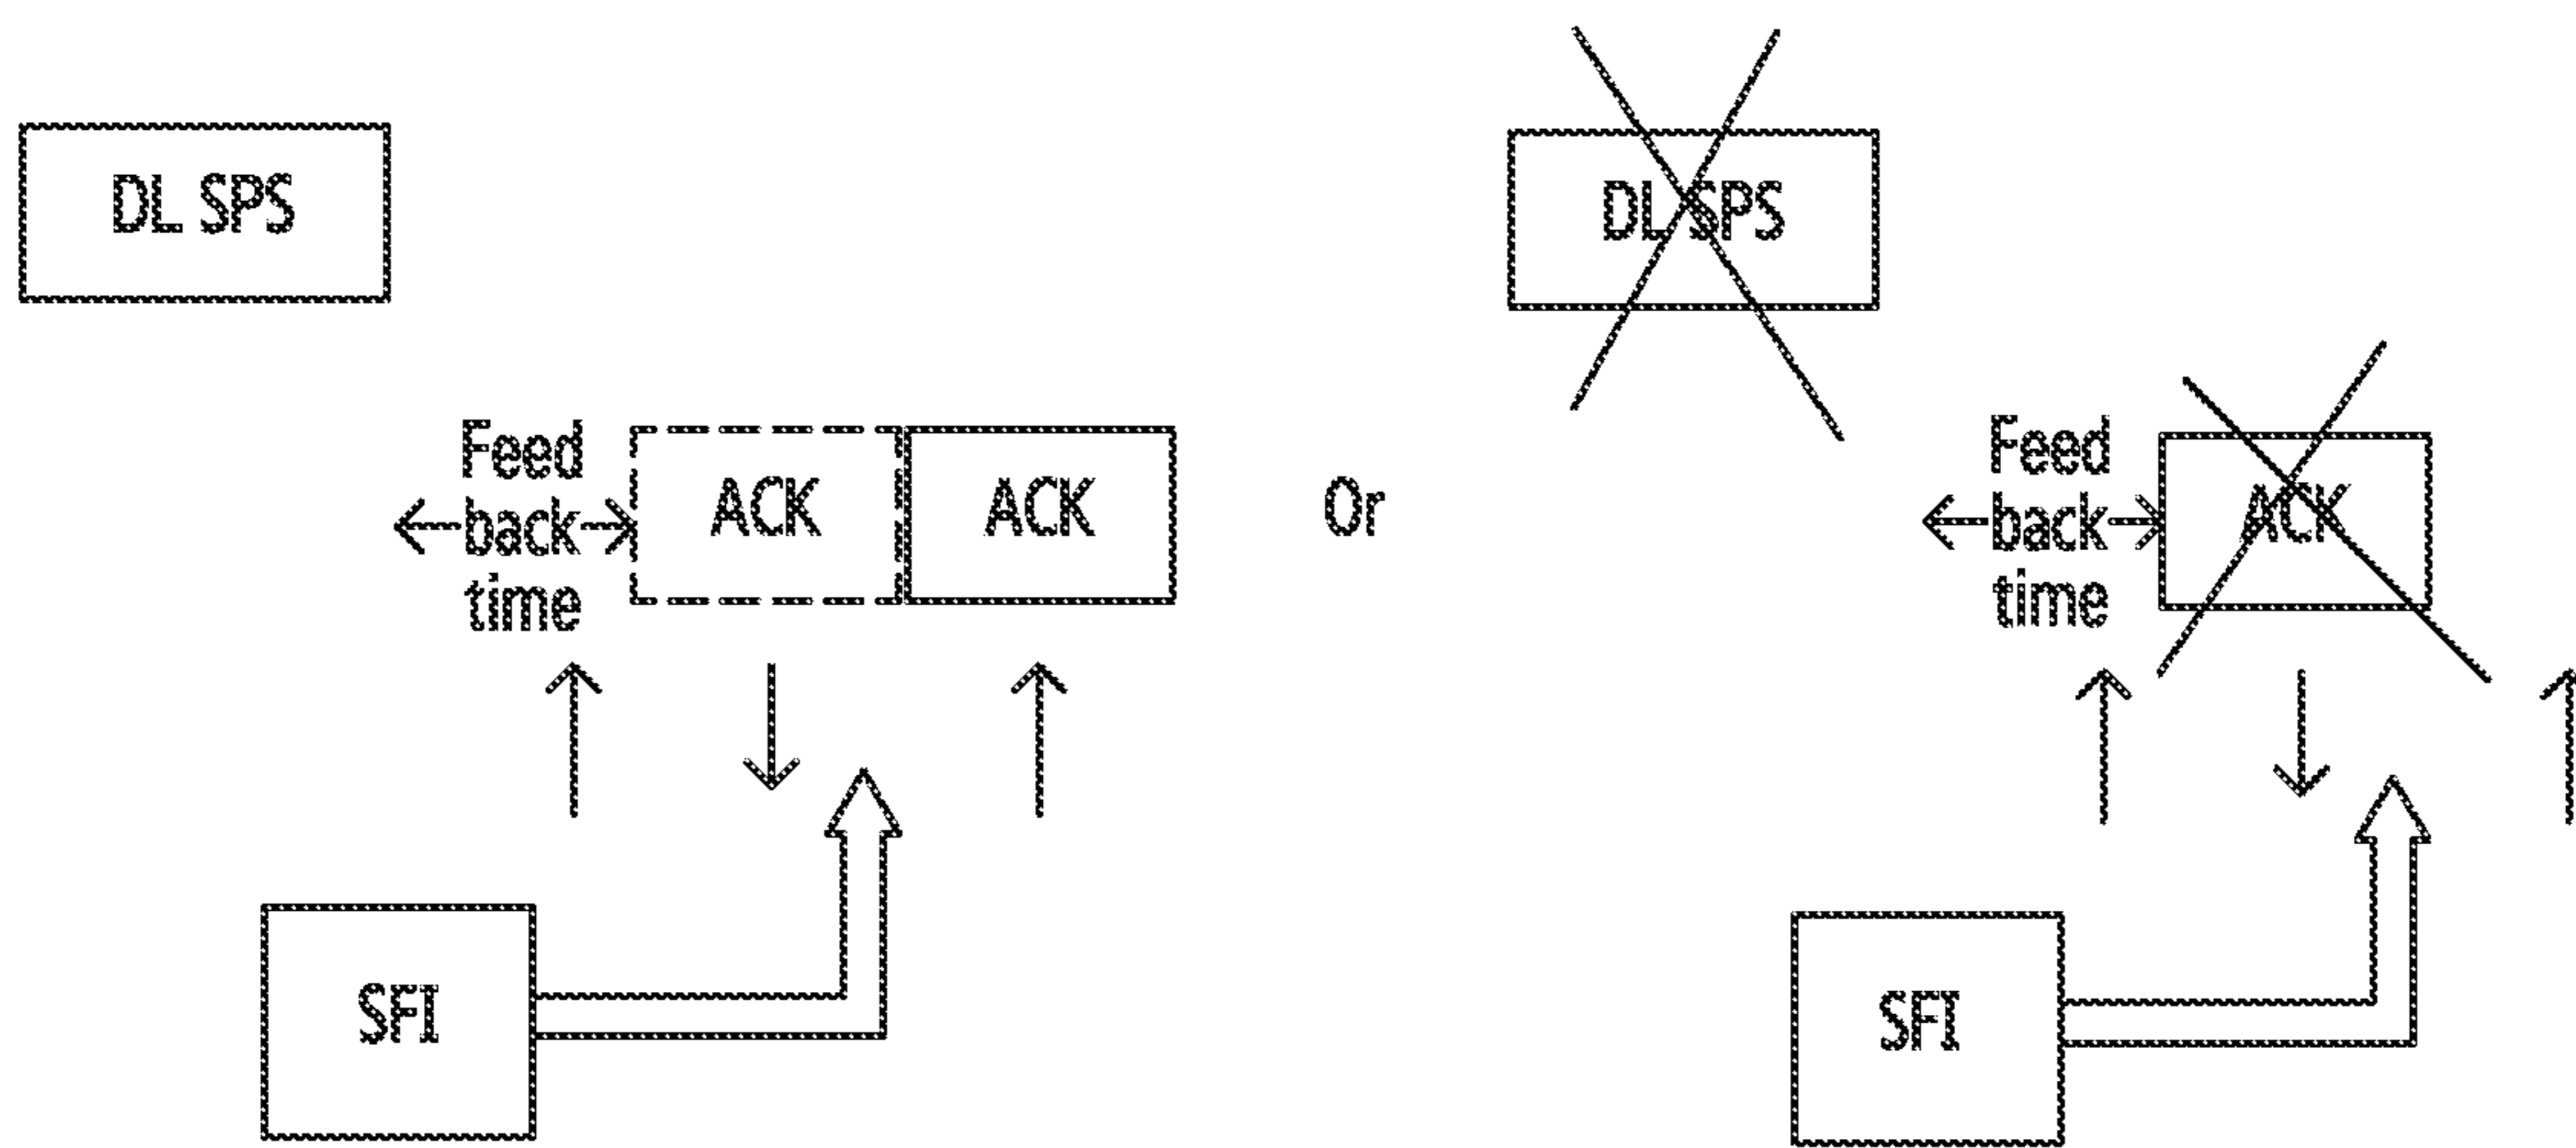 DL SPS
DL SPS
Feed
back
time
ACK
ACK
Or
Feed
back
time
ACK
SFI
SFI